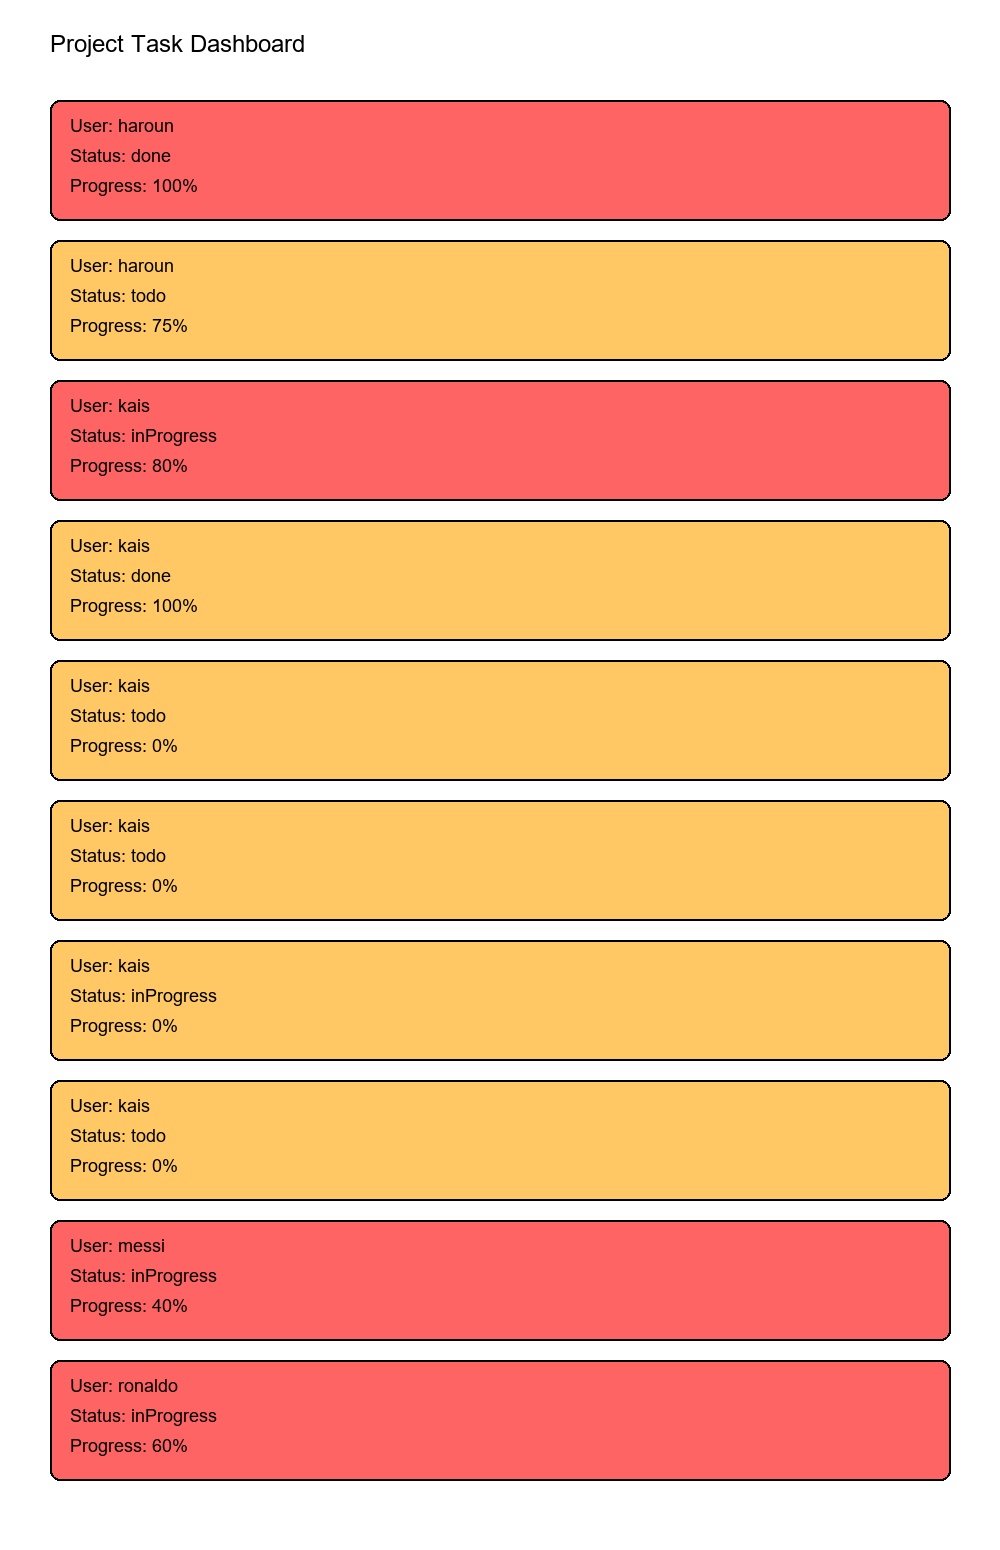 Project Task Dashboard
User: haroun
Status: done
Progress: 100%
User: haroun
Status: todo
Progress: 75%
User: kais
Status: inProgress
Progress: 80%
User: kais
Status: done
Progress: 100%
User: kais
Status: todo
Progress: 0%
User: kais
Status: todo
Progress: 0%
User: kais
Status: inProgress
Progress: 0%
User: kais
Status: todo
Progress: 0%
User: messi
Status: inProgress
Progress: 40%
User: ronaldo
Status: inProgress
Progress: 60%